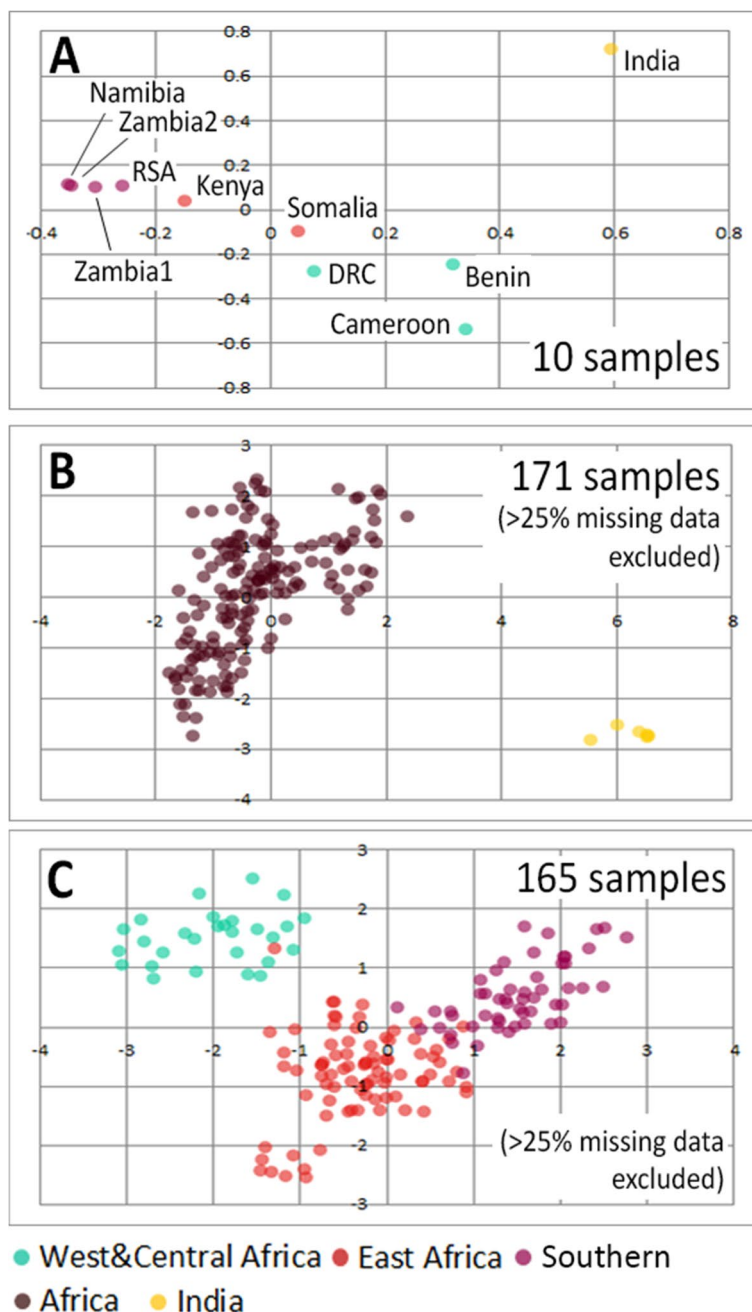 A
0.8
0.6
0.4
0.2
0
-0.2
-0.4
-0.6
-0.8
-0.4
-0.2
0
0.2
0.4
0.6
0.8
India
Namibia
Zambia2
RSA
Kenya
Zambia1
Somalia
DRC
Benin
Cameroon
10 samples
B
3
2
1
0
-1
-2
-3
-4
-4
-2
0
2
4
6
8
171 samples
(>25% missing data
excluded)
C
3
2
1
0
-1
-2
-3
-4
-3
-2
-1
0
1
2
3
4
165 samples
(>25% missing data
excluded)
West&Central Africa East Africa Southern
Africa India